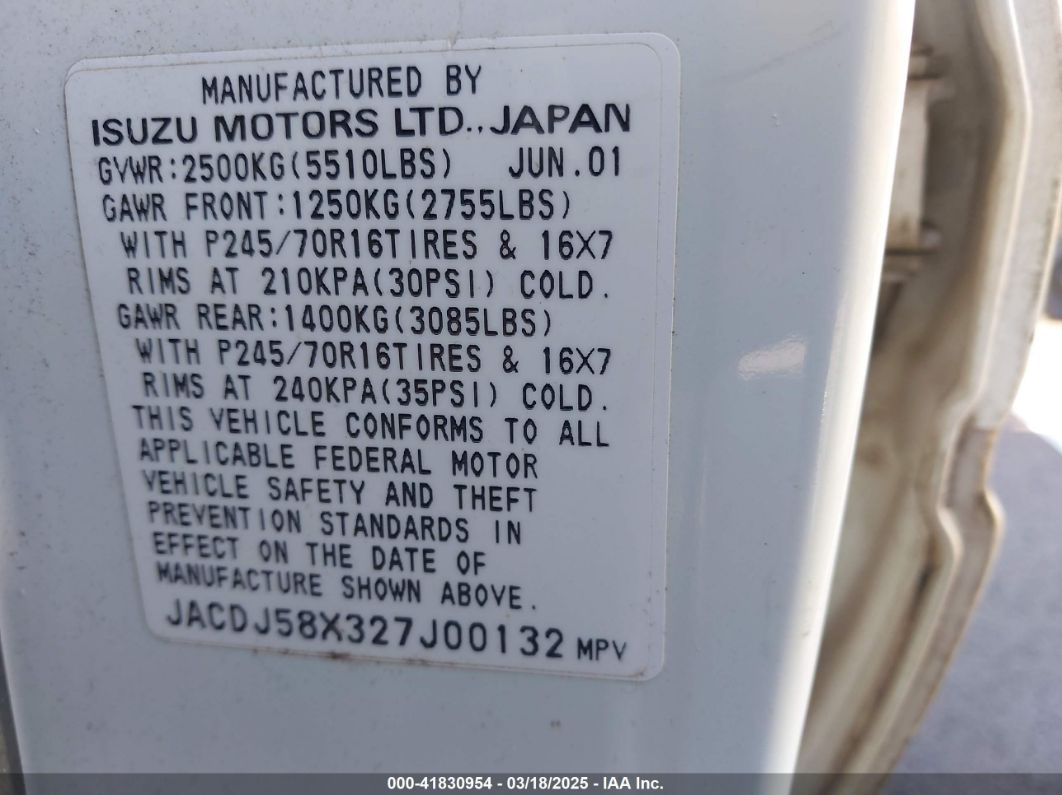 MANUFACTURED BY
ISUZU MOTORS LTD., JAPAN
GVWR:2500KG(5510LBS) JUN.01
GAWR FRONT:1250KG(2755LBS)
WITH P245/70R16TIRES & 16X7
RIMS AT 210KPA(30PSI) COLD.
GAWR REAR:1400KG(3085LBS)
WITH P245/70R16TIRES & 16X7
RIMS AT 240KPA(35PSI) COLD.
THIS VEHICLE CONFORMS TO ALL
APPLICABLE FEDERAL MOTOR
VEHICLE SAFETY AND THEFT
PREVENTION STANDARDS IN
EFFECT ON THE DATE OF
MANUFACTURE SHOWN ABOVE.
JACDJ58X327J00132 MPV
000-41830954 - 03/18/2025 - IAA Inc.